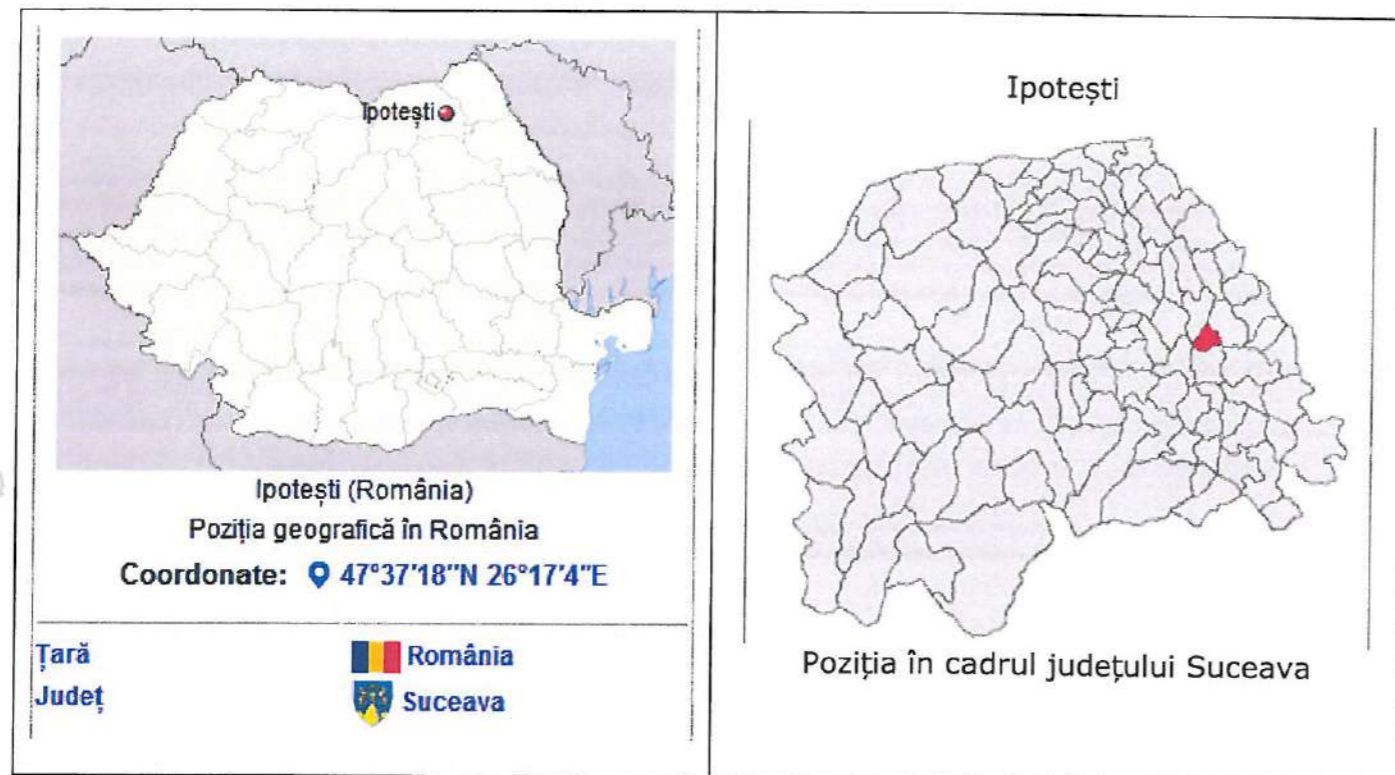 Ipotești
Ipotești (România)
Poziția geografică în România
Coordonate: 47°37'18"N 26°17'4"E
Țară România
Județ Suceava
Ipotești
Poziția în cadrul județului Suceava